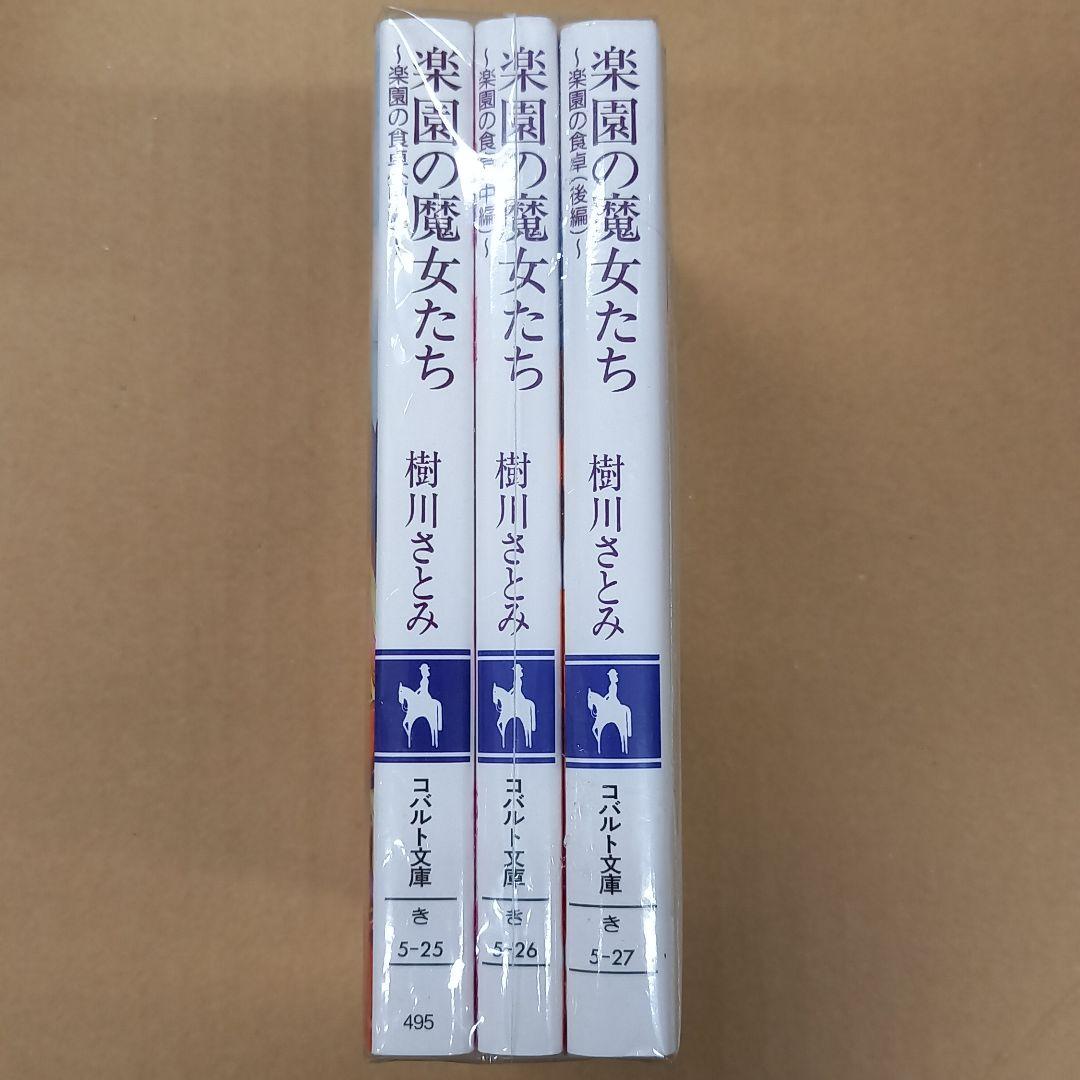 楽園の魔女たち
～楽園の食卓
樹川さとみ
コバルト文庫
き
5-25
495
楽園の魔女たち
～楽園の食卓(中編)～
樹川さとみ
コバルト文庫
き
5-26
楽園の魔女たち
～楽園の食卓(後編)～
樹川さとみ
コバルト文庫
き
5-27